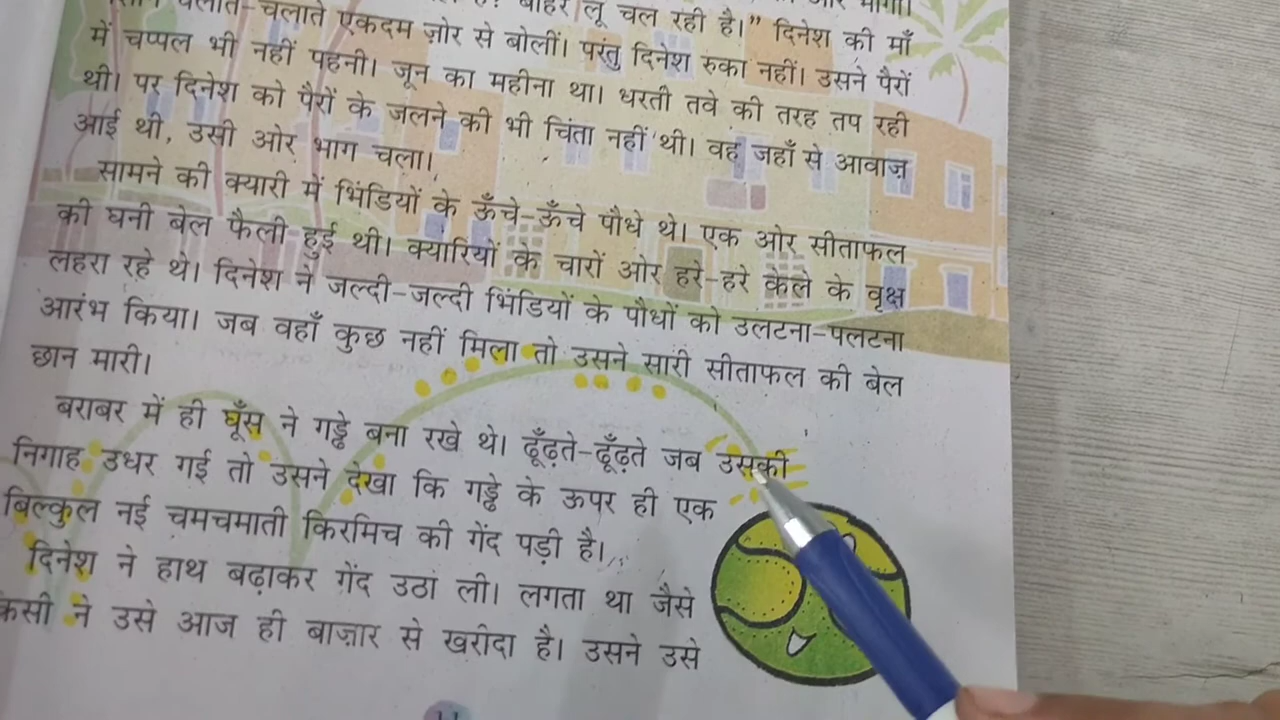 चलाते-चलाते एकदम ज़ोर से बोलीं। परंतु दिनेश रुका नहीं। उसने पैरों
बाहर लू चल रही है।” दिनेश की माँ
में चप्पल भी नहीं पहनी। जून का महीना था। धरती तवे की तरह तप रही
थी। पर दिनेश को पैरों के जलने की भी चिंता नहीं थी। वह जहाँ से आवाज़
आई थी, उसी ओर भाग चला।
सामने की क्यारी में भिंडियों के ऊँचे-ऊँचे पौधे थे। एक ओर सीताफल
की घनी बेल फैली हुई थी। क्यारियों के चारों ओर हरे-हरे केले के वृक्ष
लहरा रहे थे। दिनेश ने जल्दी-जल्दी भिंडियों के पौधों को उलटना-पलटना
आरंभ किया। जब वहाँ कुछ नहीं मिला तो उसने सारी सीताफल की बेल
छान मारी।
बराबर में ही घूँस ने गड्ढे बना रखे थे। ढूँढ़ते-ढूँढ़ते जब उसकी
निगाह उधर गई तो उसने देखा कि गड्ढे के ऊपर ही एक
बिल्कुल नई चमचमाती किरमिच की गेंद पड़ी है।
दिनेश ने हाथ बढ़ाकर गेंद उठा ली। लगता था जैसे
किसी ने उसे आज ही बाज़ार से खरीदा है। उसने उसे